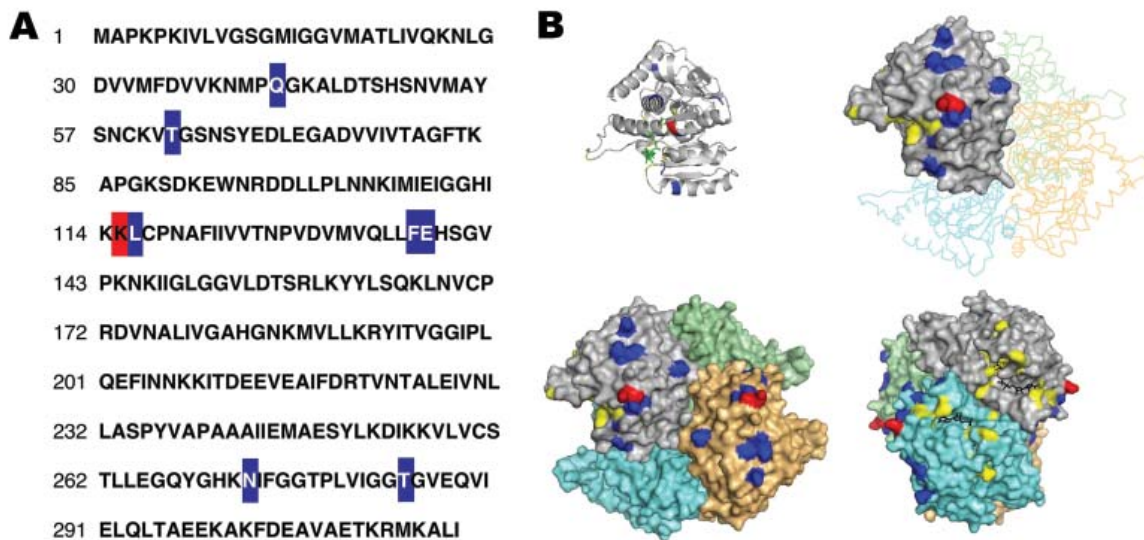 A
1 MAPKPKIVLVGSGMIGGVMATLIVQKNLG
30 DVVMFDVVKNMPQGKALDTSHSNVMAY
57 SNCKVTGSNSYEDLEGADVVIVTAGFTK
85 APGKSDKEWNRDDLLPLNNKIMIEIGGHI
114 KKLCPNAFIIVVTNPVDVMVQLLFEHSGV
143 PKNKIIGLGGVLDTSRLKYYLSQKLNVCP
172 RDVNALIVGAHGNKMVLLKRYITVGGIPL
201 QEFINNKKITDEEVEAIFDRTVNTALEIVNL
232 LASPYVAPAAAIIEMAESYLKDIKKVLVCS
262 TLLEGQYGHKNIFGGTPLVIGGTGVEQVI
291 ELQLTAEEKAKFDEAVAETKRMKALI
B